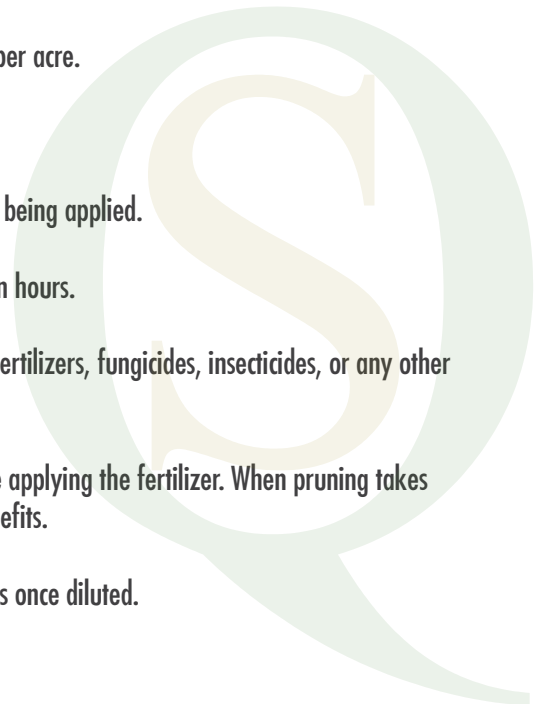 per acre.
being applied.
n hours.
ertilizers, fungicides, insecticides, or any other
applying the fertilizer. When pruning takes
efits.
s once diluted.
QS